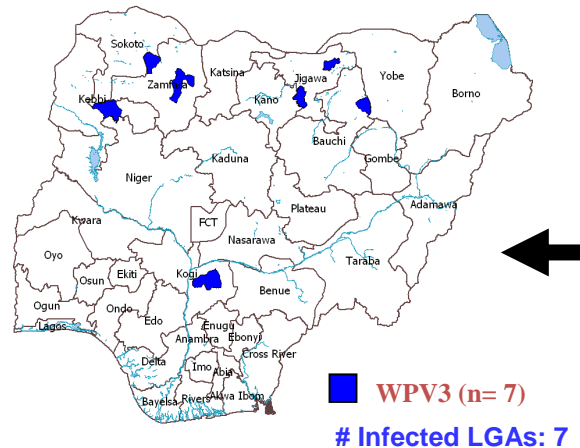 Sokoto
Katsina
Jigawa
Yobe
Borno
Zamfara
Kebbi
Kano
Bauchi
Gombe
Kaduna
Niger
Adamawa
Plateau
Kwara
FCT
Nasarawa
Oyo
Taraba
Kogi
Ekiti
Osun
Benue
Ogun
Ondo
Lagos
Edo
Enugu
Anambra
Ebonyi
Cross River
Delta
Imo
Abia
Bayelsa
Rivers
Akwa Ibom
WPV3 (n= 7)
# Infected LGAs: 7